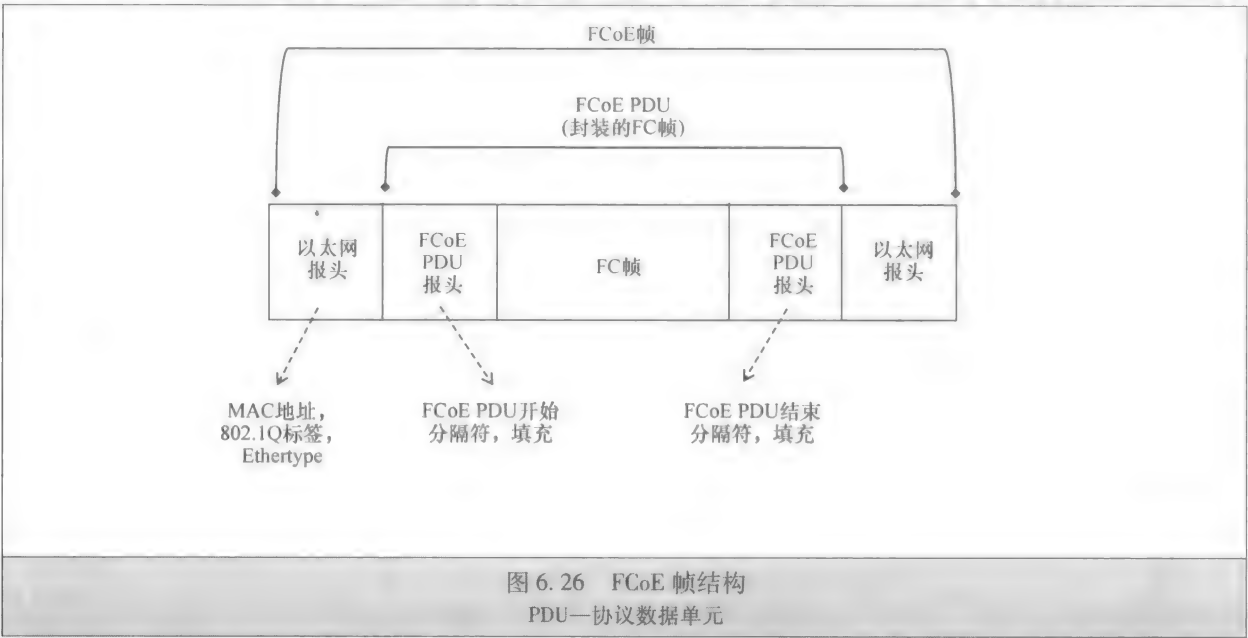 FCoE帧
FCoE PDU
(封装的FC帧)
以太网
报头
FCoE
PDU
报头
FC帧
FCoE
PDU
报头
以太网
报头
MAC地址，
802.1Q标签，
Ethertype
FCoE PDU开始
分隔符，填充
FCoE PDU结束
分隔符，填充
图 6.26 FCoE 帧结构
PDU—协议数据单元